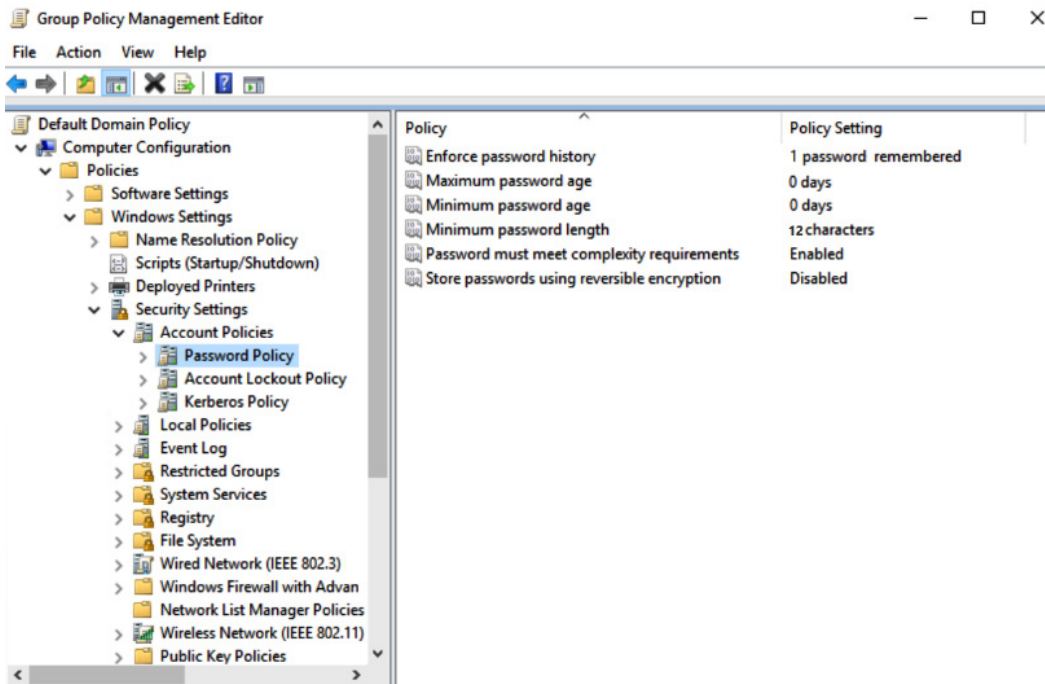 Group Policy Management Editor
File Action View Help
Default Domain Policy
Computer Configuration
Policies
Software Settings
Windows Settings
Name Resolution Policy
Scripts (Startup/Shutdown)
Deployed Printers
Security Settings
Account Policies
Password Policy
Account Lockout Policy
Kerberos Policy
Local Policies
Event Log
Restricted Groups
System Services
Registry
File System
Wired Network (IEEE 802.3)
Windows Firewall with Advan
Network List Manager Policies
Wireless Network (IEEE 802.11)
Public Key Policies
Policy Policy Setting
Enforce password history 1 password remembered
Maximum password age 0 days
Minimum password age 0 days
Minimum password length 12 characters
Password must meet complexity requirements Enabled
Store passwords using reversible encryption Disabled